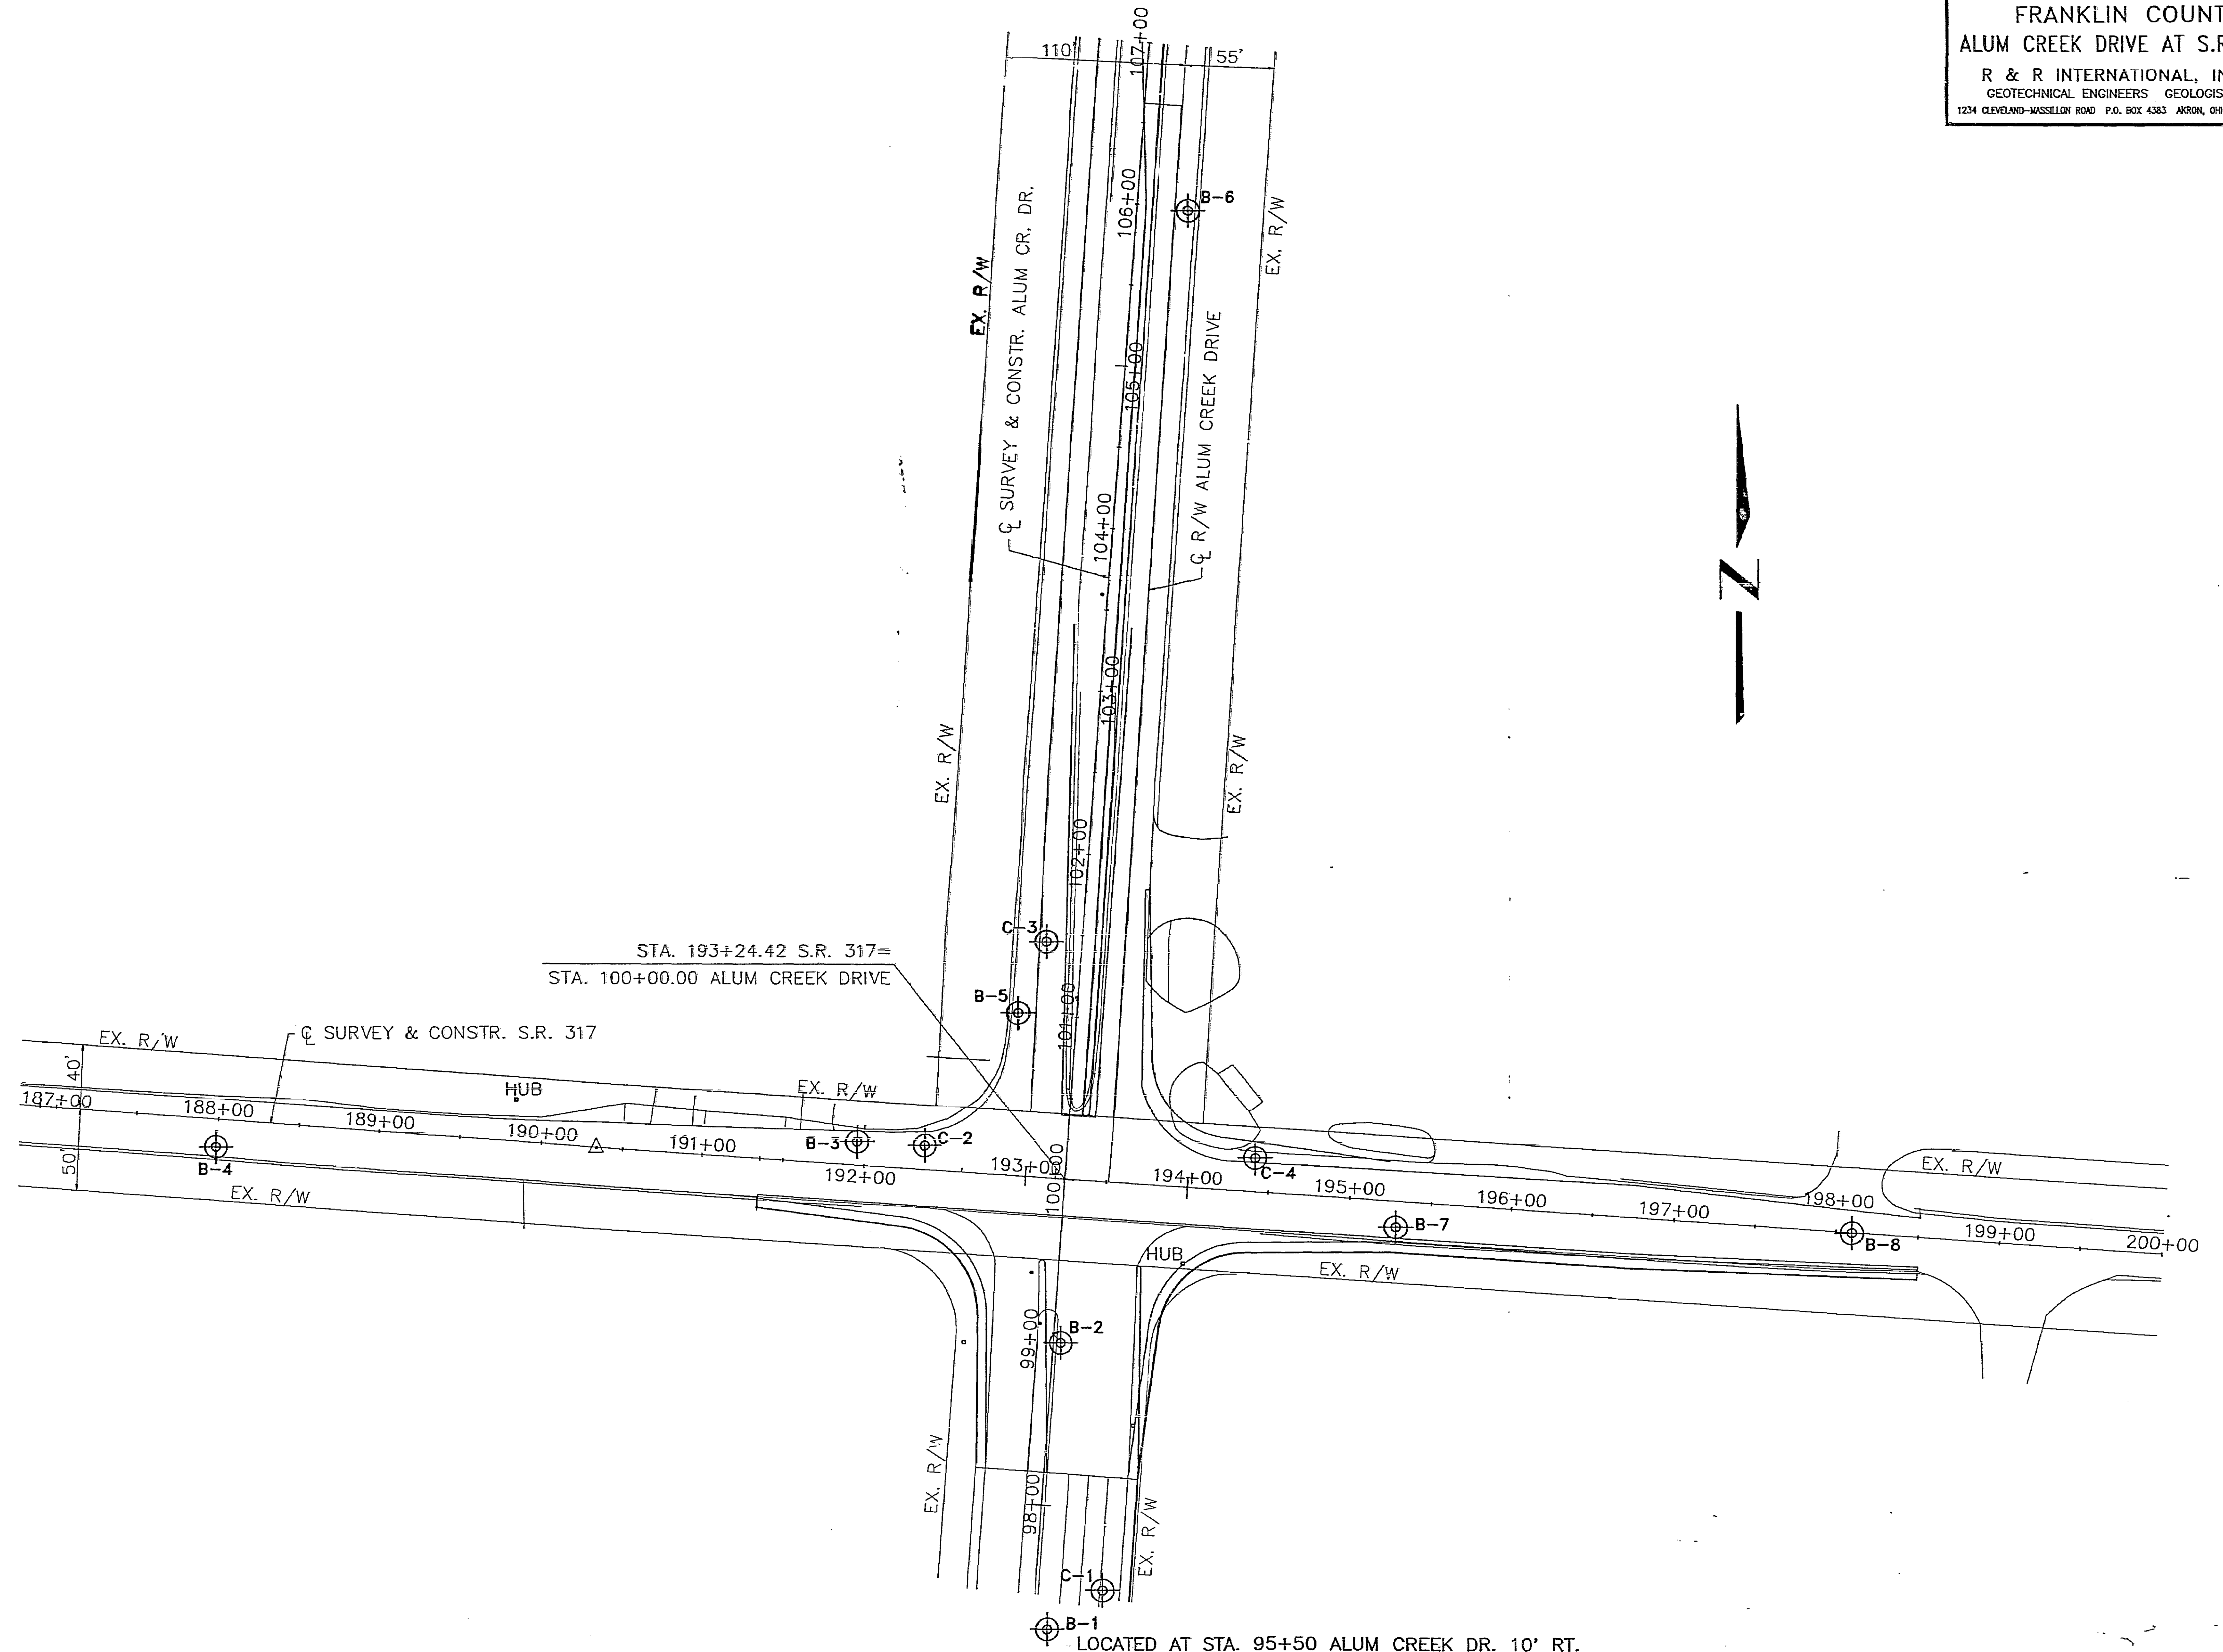 FRANKLIN COUNT
ALUM CREEK DRIVE AT S.R
R & R INTERNATIONAL, IN
GEOTECHNICAL ENGINEERS GEOLOGIS
1234 CLEVELAND-MASSILLON ROAD P.O. BOX 4383 AKRON, OHI
110'
107+00
55'
106+00
B-6
EX. R/W
EX. R/W
℄ SURVEY & CONSTR. ALUM CR. DR.
105+00
℄ R/W ALUM CREEK DRIVE
104+00
N
103+00
EX. R/W
EX. R/W
102+00
C-3
STA. 193+24.42 S.R. 317=
STA. 100+00.00 ALUM CREEK DRIVE
B-5
101+00
EX. R/W
℄ SURVEY & CONSTR. S.R. 317
40'
HUB
EX. R/W
187+00
188+00
189+00
190+00
191+00
B-3
C-2
192+00
193+00
100+00
194+00
C-4
195+00
196+00
197+00
198+00
EX. R/W
199+00
200+00
B-4
50'
EX. R/W
B-7
B-8
HUB
EX. R/W
99+00
B-2
EX. R/W
98+00
EX. R/W
C-1
B-1
LOCATED AT STA. 95+50 ALUM CREEK DR. 10' RT.